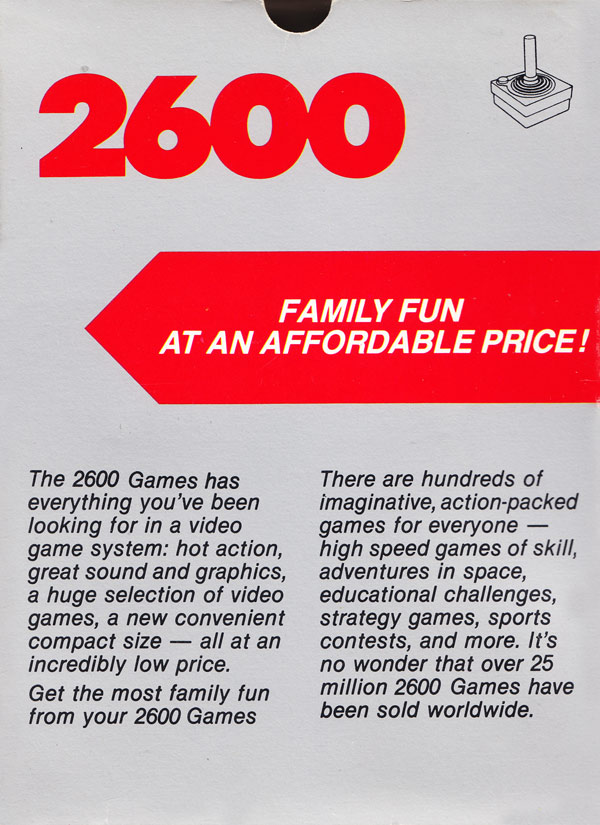 2600
FAMILY FUN
AT AN AFFORDABLE PRICE!
The 2600 Games has
everything you've been
looking for in a video
game system: hot action,
great sound and graphics,
a huge selection of video
games, a new convenient
compact size — all at an
incredibly low price.
Get the most family fun
from your 2600 Games
There are hundreds of
imaginative, action-packed
games for everyone —
high speed games of skill,
adventures in space,
educational challenges,
strategy games, sports
contests, and more. It's
no wonder that over 25
million 2600 Games have
been sold worldwide.